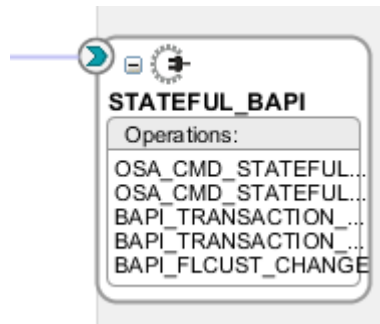 STATEFUL_BAPI
Operations:
OSA_CMD_STATEFUL...
OSA_CMD_STATEFUL...
BAPI_TRANSACTION_...
BAPI_TRANSACTION_...
BAPI_FLCUST_CHANGE